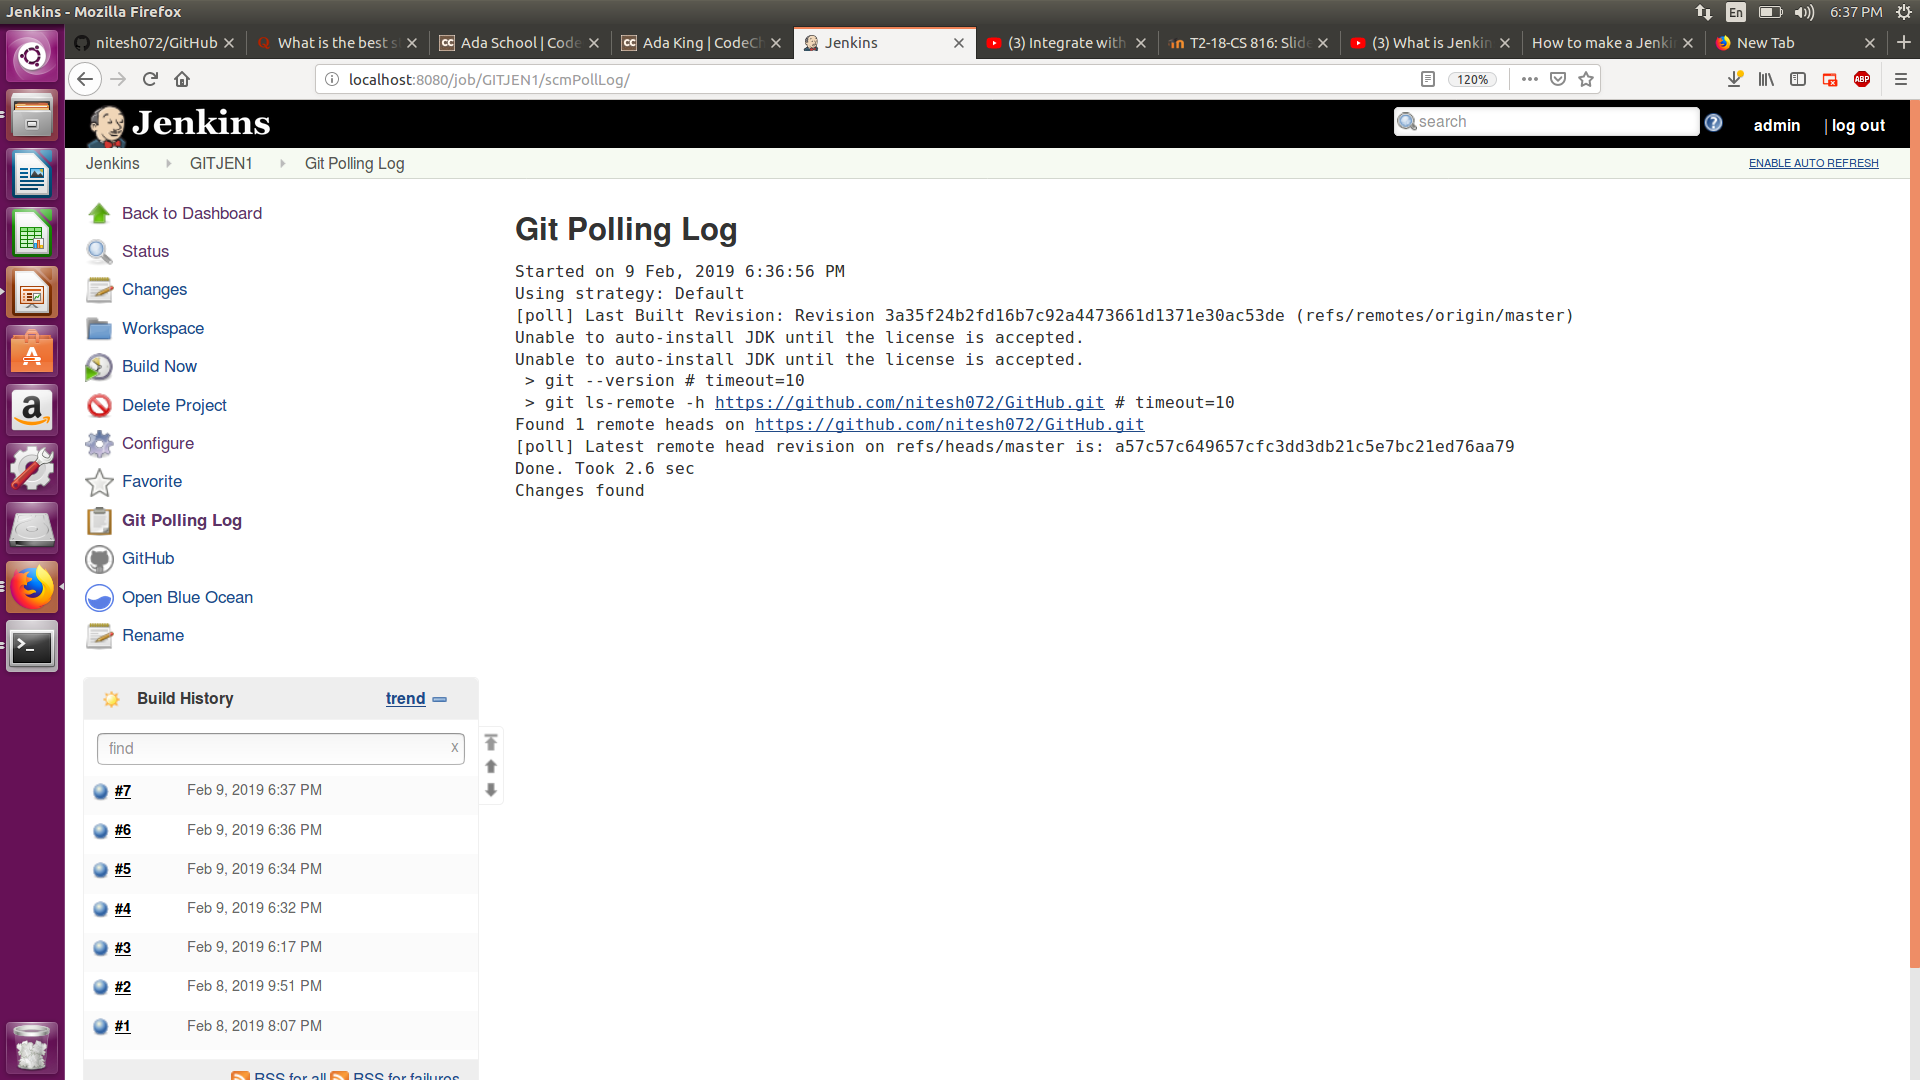 Jenkins - Mozilla Firefox
En
6:37 PM
nitesh072/GitHub
What is the best s
Ada School | Code
Ada King | CodeCh
Jenkins
(3) Integrate with
T2-18-CS 816: Slide
(3) What is Jenkin
How to make a Jenki
New Tab
localhost:8080/job/GITJEN1/scmPollLog/
120%
ABP
Jenkins
search
admin
| log out
Jenkins
GITJEN1
Git Polling Log
ENABLE AUTO REFRESH
Back to Dashboard
Status
Changes
Workspace
Build Now
Delete Project
Configure
Favorite
Git Polling Log
GitHub
Open Blue Ocean
Rename
Build History
trend
find
x
#7 Feb 9, 2019 6:37 PM
#6 Feb 9, 2019 6:36 PM
#5 Feb 9, 2019 6:34 PM
#4 Feb 9, 2019 6:32 PM
#3 Feb 9, 2019 6:17 PM
#2 Feb 8, 2019 9:51 PM
#1 Feb 8, 2019 8:07 PM
RSS for all RSS for failures
Git Polling Log
Started on 9 Feb, 2019 6:36:56 PM
Using strategy: Default
[poll] Last Built Revision: Revision 3a35f24b2fd16b7c92a4473661d1371e30ac53de (refs/remotes/origin/master)
Unable to auto-install JDK until the license is accepted.
Unable to auto-install JDK until the license is accepted.
> git --version # timeout=10
> git ls-remote -h https://github.com/nitesh072/GitHub.git # timeout=10
Found 1 remote heads on https://github.com/nitesh072/GitHub.git
[poll] Latest remote head revision on refs/heads/master is: a57c57c649657cfc3dd3db21c5e7bc21ed76aa79
Done. Took 2.6 sec
Changes found